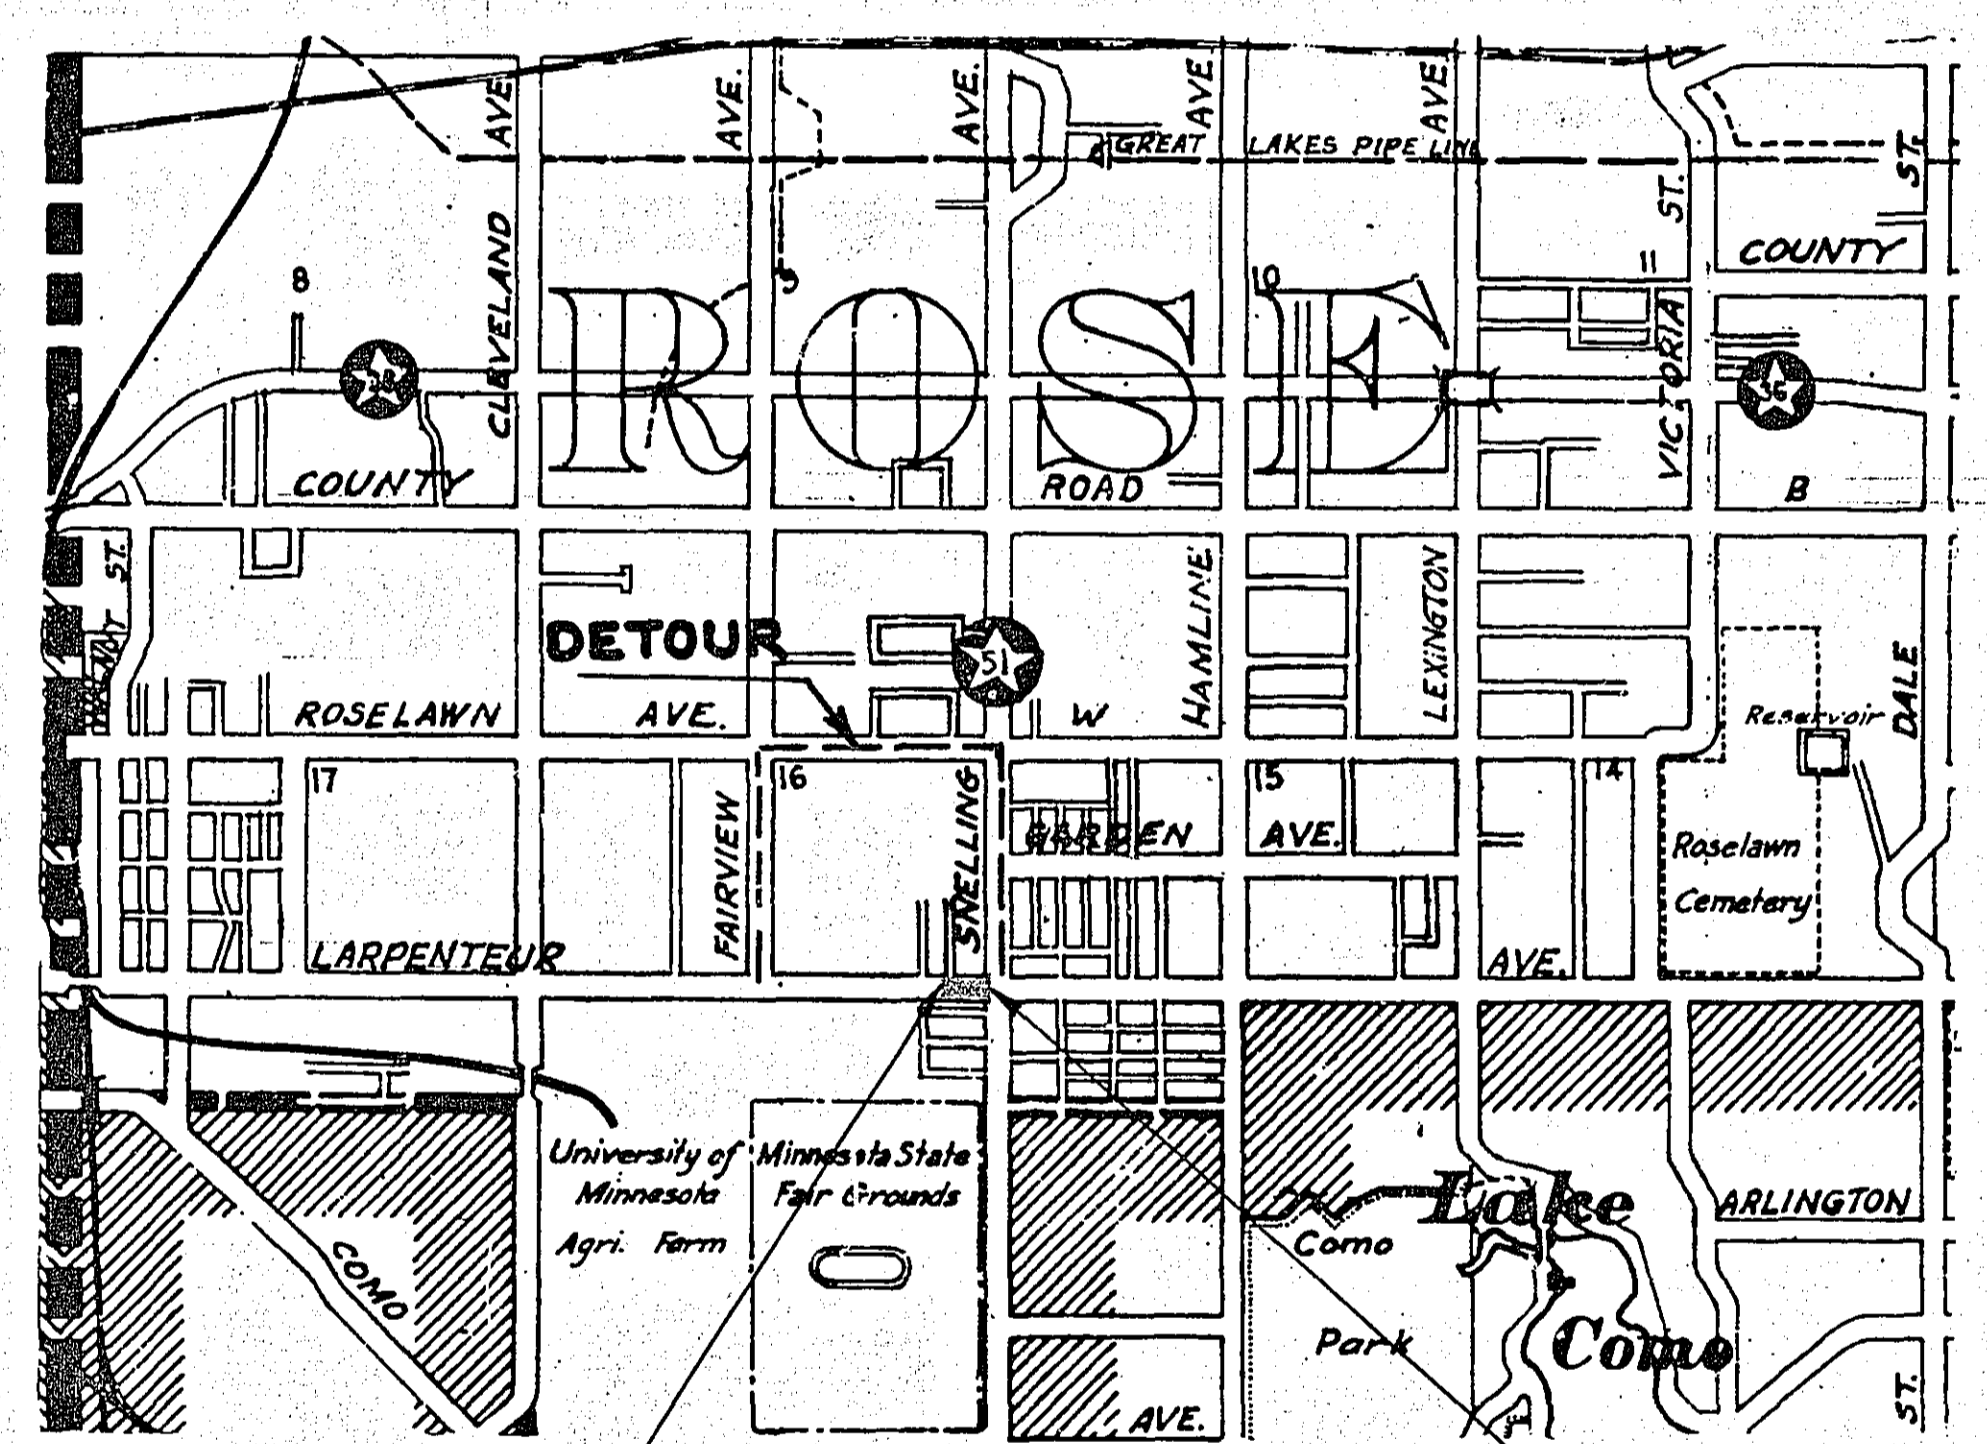 AVE.
AVE.
AVE.
AVE
AVE.
GREAT LAKES PIPE LINE
ST.
ST.
CLEVELAND
COUNTY
8
9
10
11
ROSE
VICTORIA
28
36
COUNTY ROAD B
ST.
DETOUR
51
HAMLINE
LEXINGTON
DALE
ROSELAWN AVE. W
Reservoir
17
16
15
14
FAIRVIEW
SNELLING
GARDEN AVE.
Roselawn
Cemetery
LARPENTEUR AVE.
University of
Minnesota
Agri. Farm
Minnesota State
Fair Grounds
COMO
Lake
Como
Como
Park
ARLINGTON
AVE.
ST.